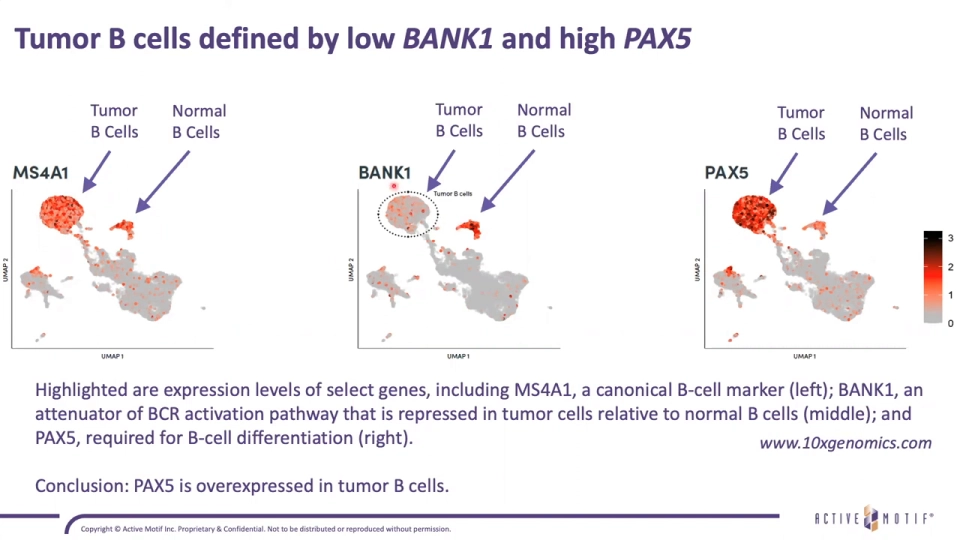 Tumor B cells defined by low BANK1 and high PAX5
Tumor
B Cells
Normal
B Cells
MS4A1
UMAP 2
UMAP 1
Tumor
B Cells
Normal
B Cells
BANK1
Tumor B cells
UMAP 2
UMAP 1
Tumor
B Cells
Normal
B Cells
PAX5
UMAP 2
UMAP 1
3
2
1
0
Highlighted are expression levels of select genes, including MS4A1, a canonical B-cell marker (left); BANK1, an
attenuator of BCR activation pathway that is repressed in tumor cells relative to normal B cells (middle); and
PAX5, required for B-cell differentiation (right).
www.10xgenomics.com
Conclusion: PAX5 is overexpressed in tumor B cells.
Copyright © Active Motif Inc. Proprietary & Confidential. Not to be distributed or reproduced without permission.
ACTIVE MOTIF®